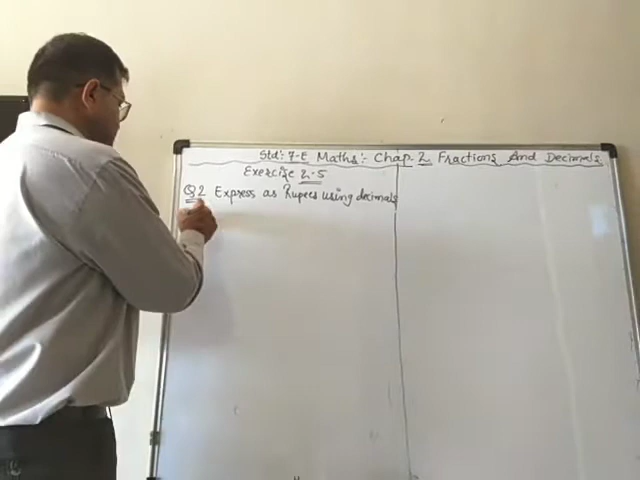 Std: 7-E Maths:- Chap. 2 Fractions And Decimals
Exercise 2.5
Q2 Express as Rupees using decimals